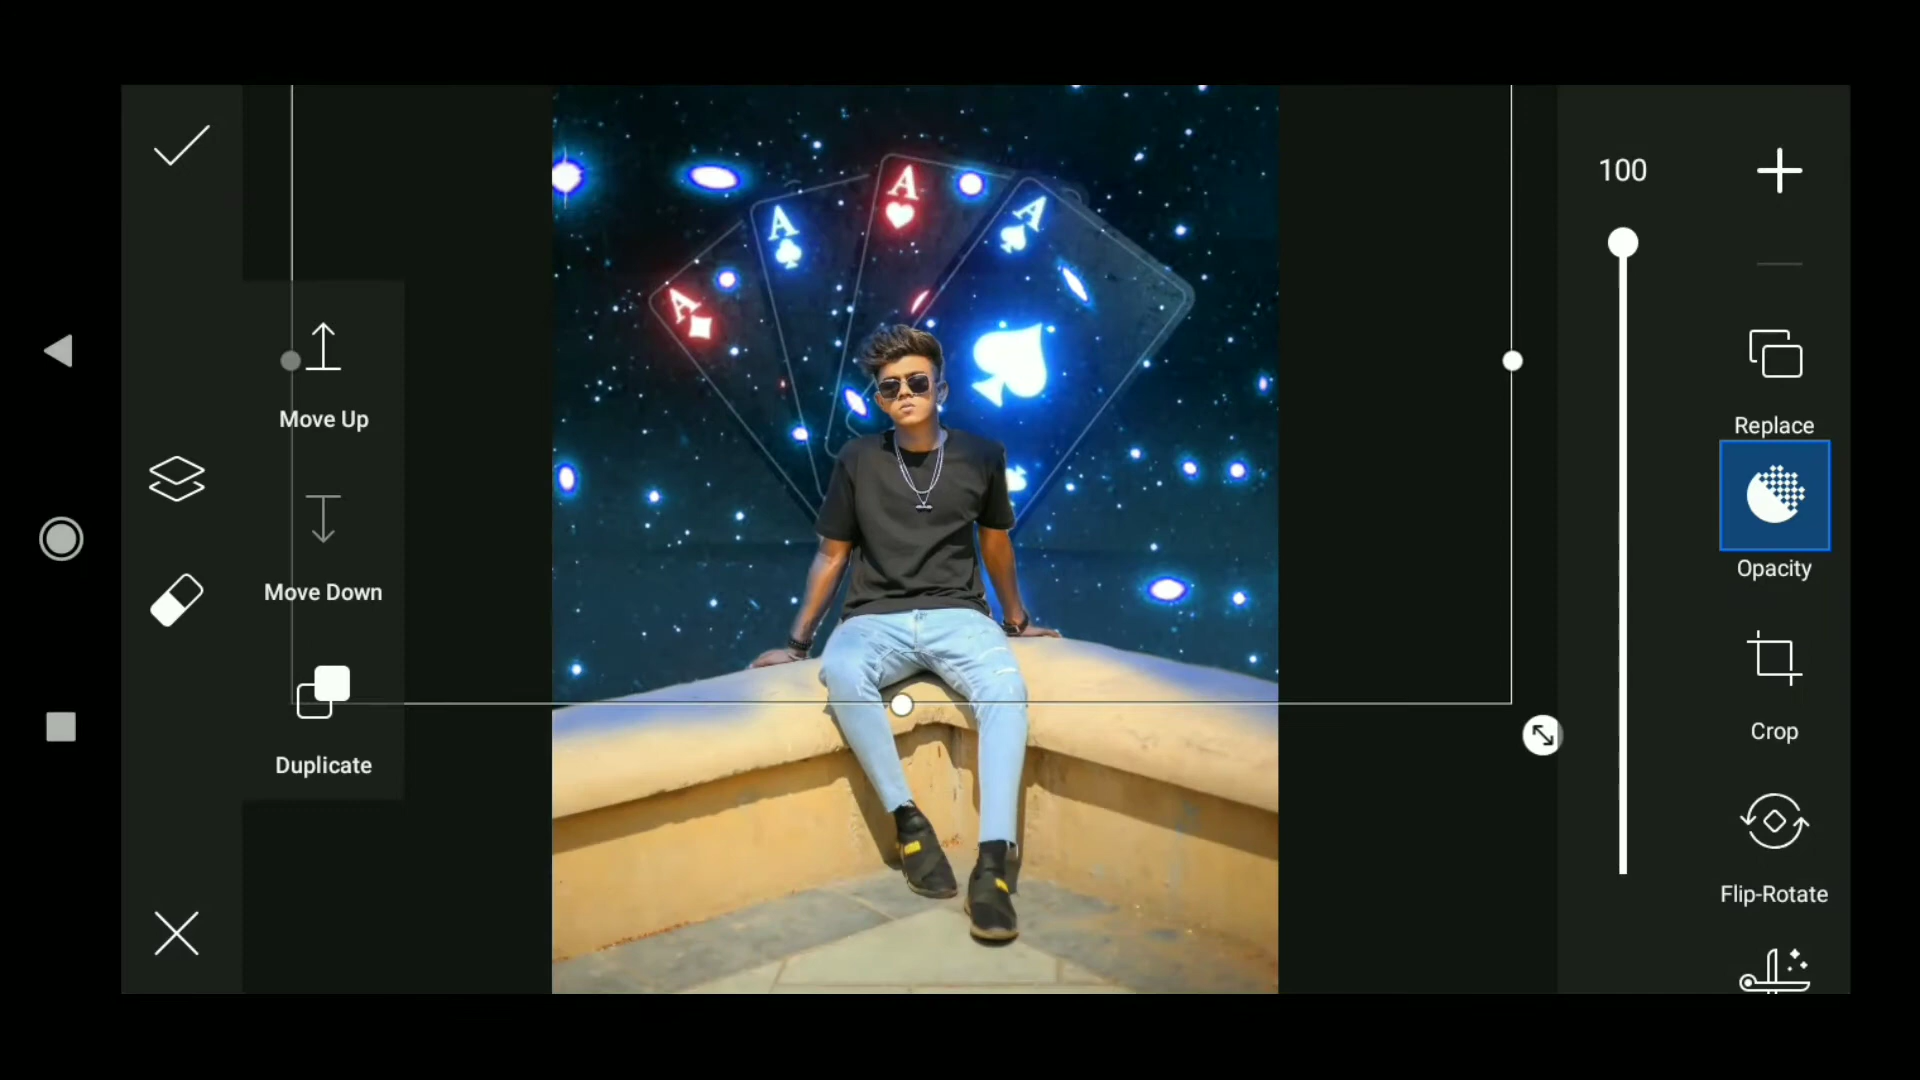 100
A
A
A
A
Move Up
Replace
Opacity
Move Down
Crop
Duplicate
Flip-Rotate